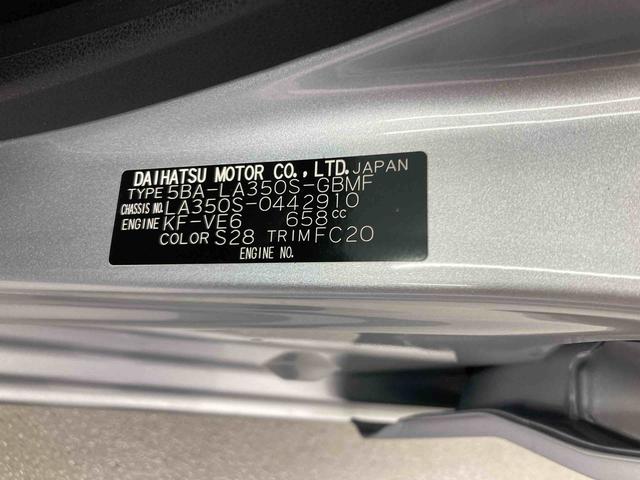 DAIHATSU MOTOR CO., LTD. JAPAN
TYPE 5BA-LA350S-GBMF
CHASSIS NO. LA350S-0442910
ENGINE KF-VE6 658cc
COLOR S28 TRIM FC20
ENGINE NO.